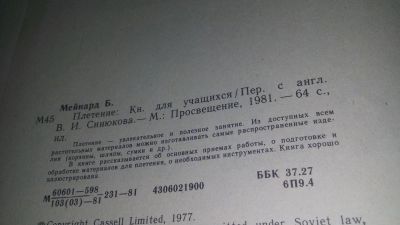 Мейнард Б.
М45 Плетение: Кн. для учащихся/Пер. с англ.
В. И. Синюкова.— М.: Просвещение, 1981.— 64 с.,
ил.
Плетение — увлекательное и полезное занятие. Из доступных всем
растительных материалов можно изготавливать самые распространенные изде-
лия (корзины, шляпы, сумки и др.).
В книге рассказывается об основных приемах работы, о подготовке и
обработке материалов для плетения, о необходимых инструментах. Книга хорошо
иллюстрирована.
М 60601—598 / 103(03)—81 231—81 4306021900
ББК 37.27
6П9.4
©Copyright Cassell Limited, 1977.
under Soviet law,